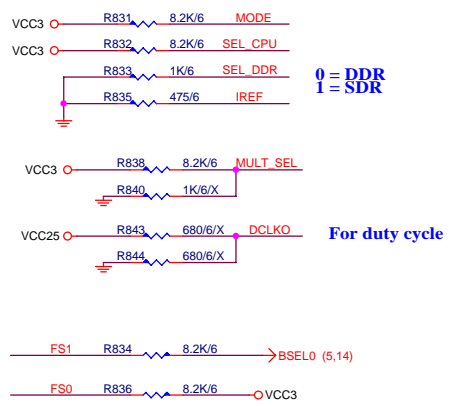 VCC3 R831 8.2K/6 MODE
VCC3 R832 8.2K/6 SEL_CPU
R833 1K/6 SEL_DDR
0 = DDR
1 = SDR
R835 475/6 IREF
VCC3 R838 8.2K/6 MULT_SEL
R840 1K/6/X
VCC25 R843 680/6/X DCLKO For duty cycle
R844 680/6/X
FS1 R834 8.2K/6 BSEL0 (5,14)
FS0 R836 8.2K/6 VCC3